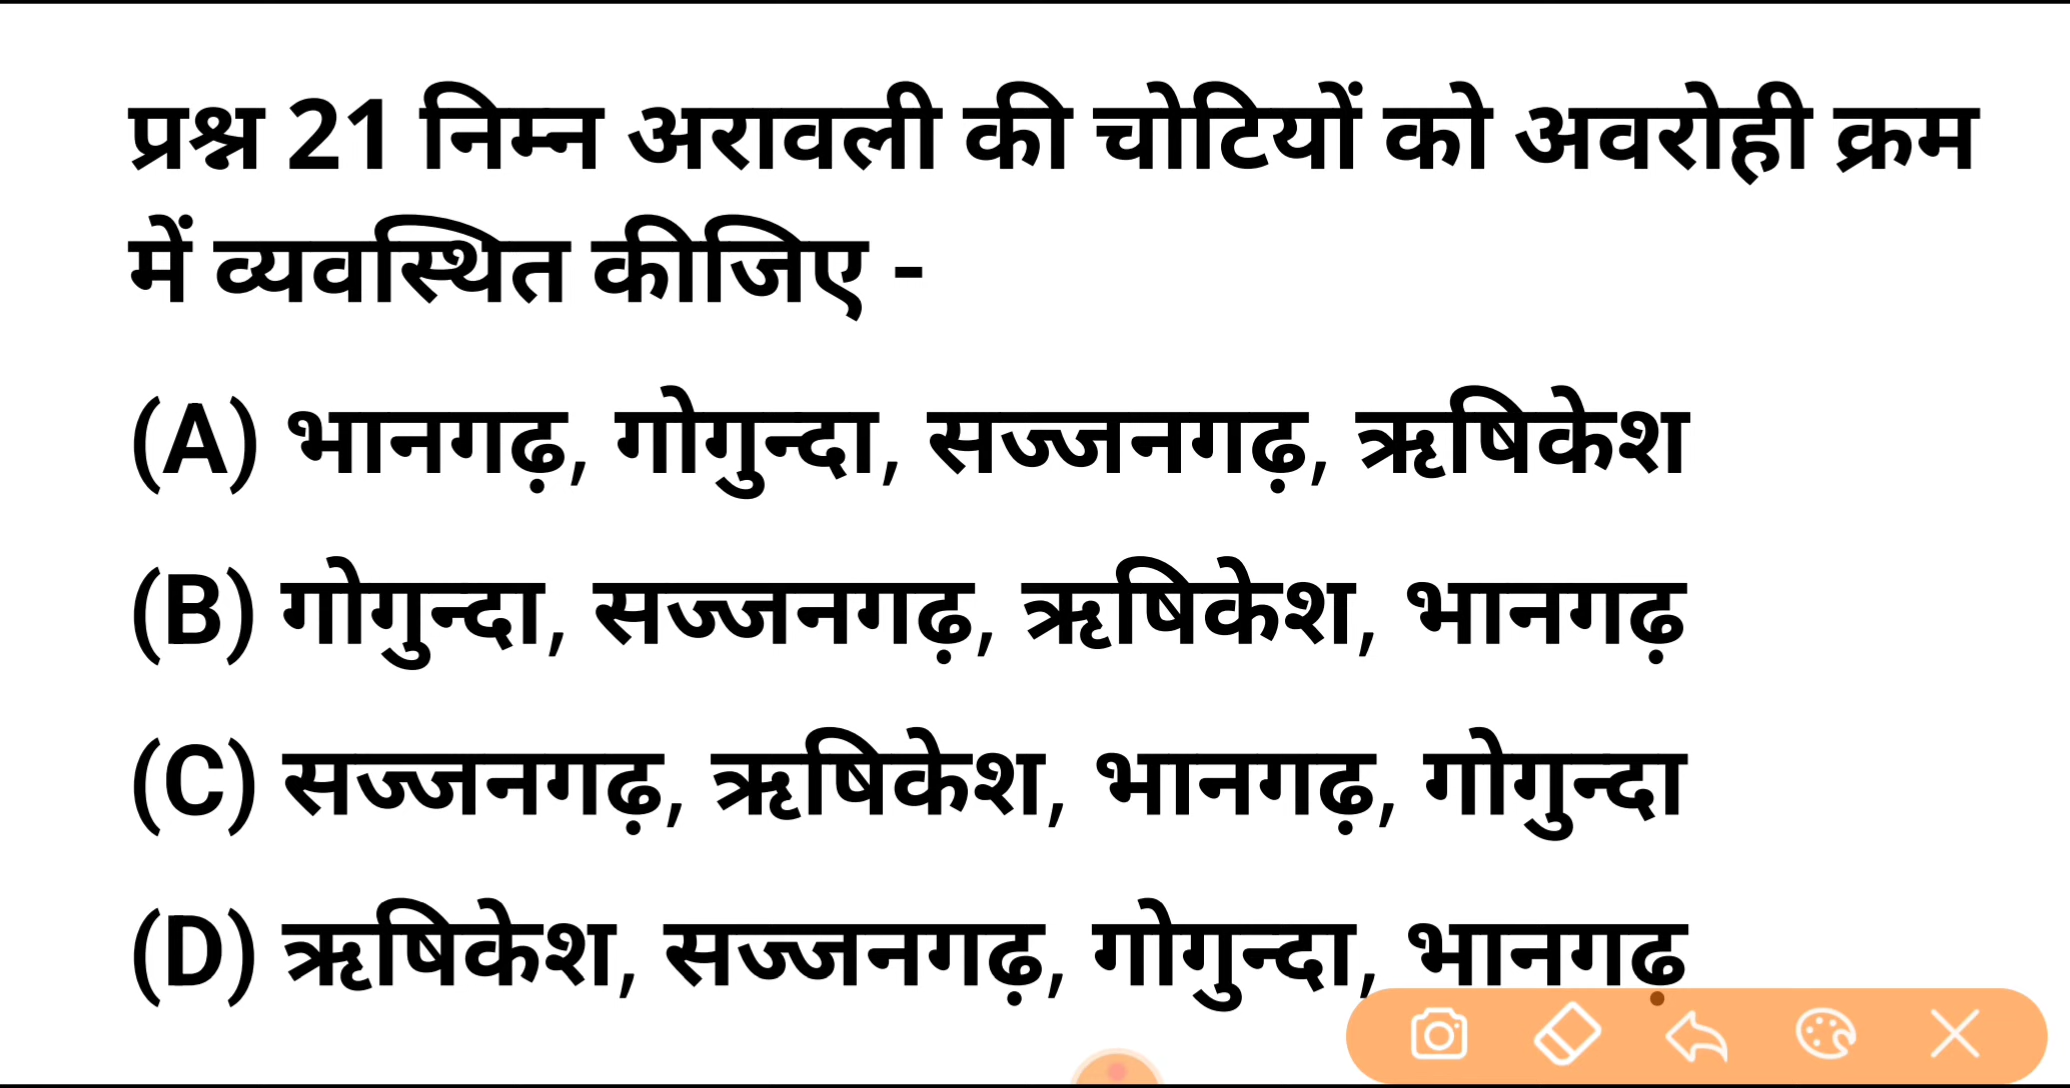 प्रश्न 21 निम्न अरावली की चोटियों को अवरोही क्रम
में व्यवस्थित कीजिए -
(A) भानगढ़, गोगुन्दा, सज्जनगढ़, ऋषिकेश
(B) गोगुन्दा, सज्जनगढ़, ऋषिकेश, भानगढ़
(C) सज्जनगढ़, ऋषिकेश, भानगढ़, गोगुन्दा
(D) ऋषिकेश, सज्जनगढ़, गोगुन्दा, भानगढ़